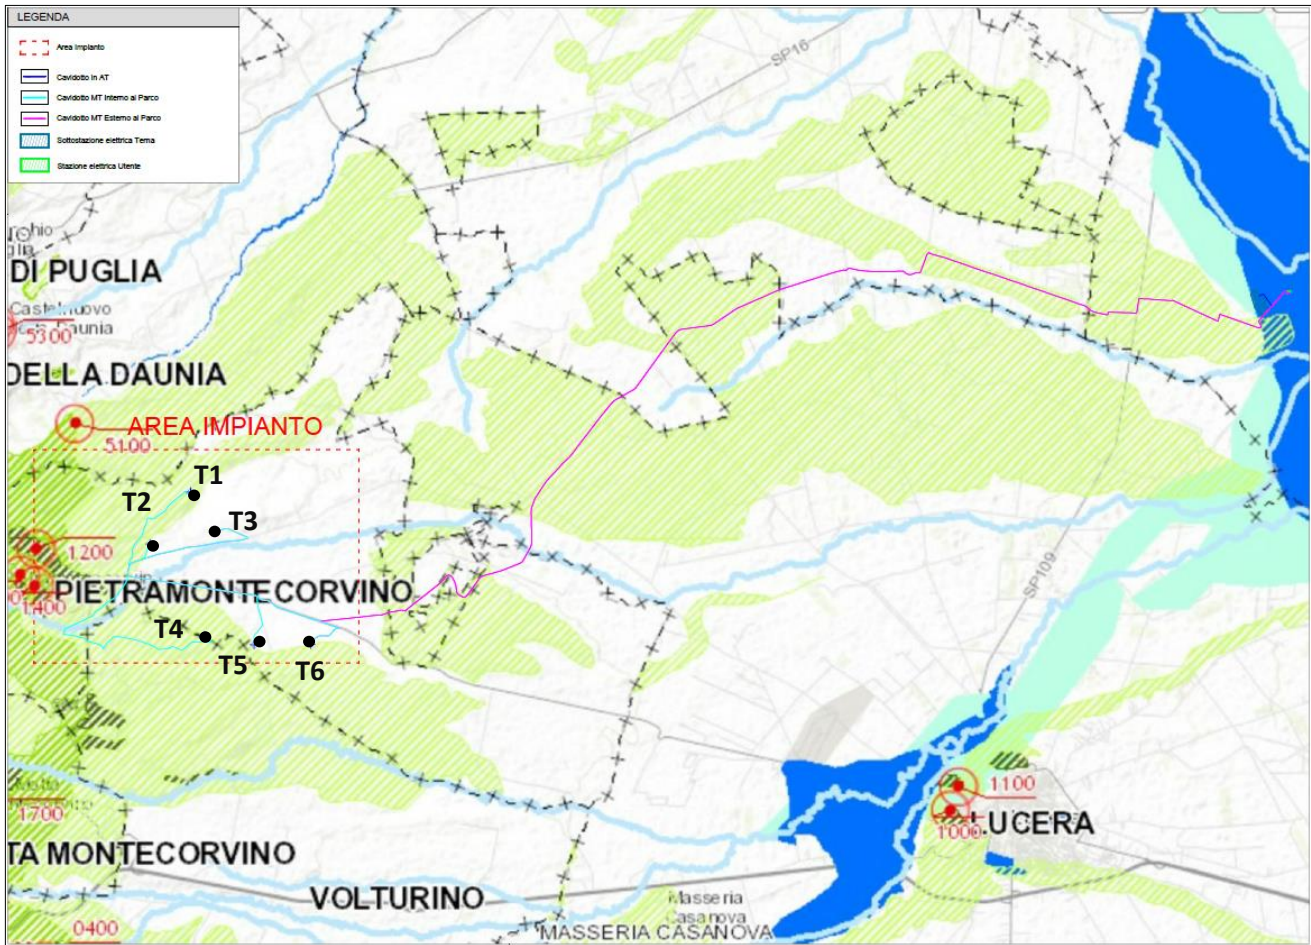 LEGENDA
Area Impianto
Cavidotto in AT
Cavidotto MT Interno al Parco
Cavidotto MT Esterno al Parco
Sottostazione elettrica Terna
Stazione elettrica Utente
SP16
DI PUGLIA
5300
DELLA DAUNIA
AREA IMPIANTO
5100
T1
T2
T3
1200
PIETRAMONTECORVINO
1400
T4
T5
T6
SP109
1700
1100
1000
LUCERA
TA MONTECORVINO
VOLTURINO
Masseria
Casanova
0400
MASSERIA CASANOVA